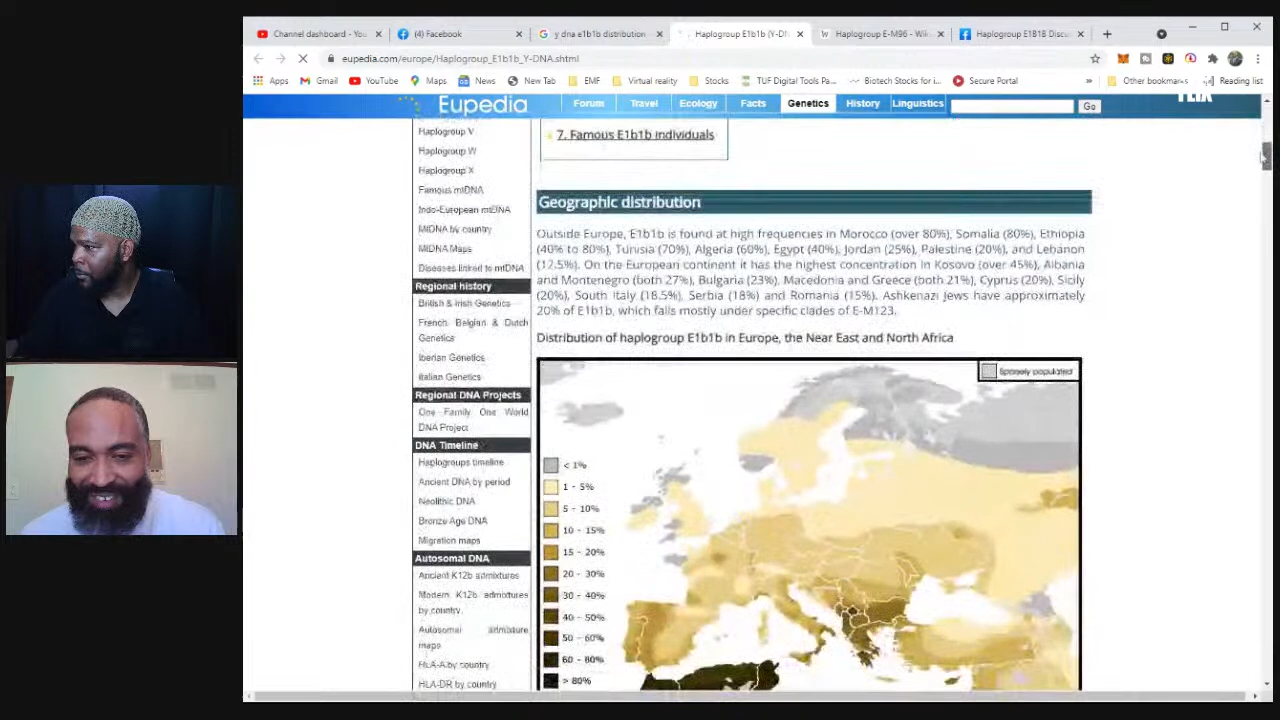 Channel dashboard - You
(4) Facebook
y dna e1b1b distribution
Haplogroup E1b1b (Y-DN
Haplogroup E-M96 - Wik
Haplogroup E1B1B Discu
eupedia.com/europe/Haplogroup_E1b1b_Y-DNA.shtml
Apps
Gmail
YouTube
Maps
News
New Tab
EMF
Virtual reality
Stocks
TUF Digital Tools Pa...
Biotech Stocks for i...
Secure Portal
»
Other bookmarks
Reading list
Eupedia
Forum
Travel
Ecology
Facts
Genetics
History
Linguistics
Go
FLIX
Haplogroup V
Haplogroup W
Haplogroup X
Famous mtDNA
Indo-European mtDNA
MtDNA by country
MtDNA Maps
Diseases linked to mtDNA
Regional history
British & Irish Genetics
French, Belgian & Dutch
Genetics
Iberian Genetics
Italian Genetics
Regional DNA Projects
One Family One World
DNA Project
DNA Timeline
Haplogroups timeline
Ancient DNA by period
Neolithic DNA
Bronze Age DNA
Migration maps
Autosomal DNA
Ancient K12b admixtures
Modern K12b admixtures
by country
Autosomal admixture
maps
HLA-A by country
HLA-DR by country
7. Famous E1b1b individuals
Geographic distribution
Outside Europe, E1b1b is found at high frequencies in Morocco (over 80%), Somalia (80%), Ethiopia
(40% to 80%), Tunisia (70%), Algeria (60%), Egypt (40%), Jordan (25%), Palestine (20%), and Lebanon
(17.5%). On the European continent it has the highest concentration in Kosovo (over 45%), Albania
and Montenegro (both 27%), Bulgaria (23%), Macedonia and Greece (both 21%), Cyprus (20%), Sicily
(20%), South Italy (18.5%), Serbia (18%) and Romania (15%). Ashkenazi Jews have approximately
20% of E1b1b, which falls mostly under specific clades of E-M123.
Distribution of haplogroup E1b1b in Europe, the Near East and North Africa
Sparsely populated
< 1%
1 - 5%
5 - 10%
10 - 15%
15 - 20%
20 - 30%
30 - 40%
40 - 50%
50 - 60%
60 - 80%
> 80%